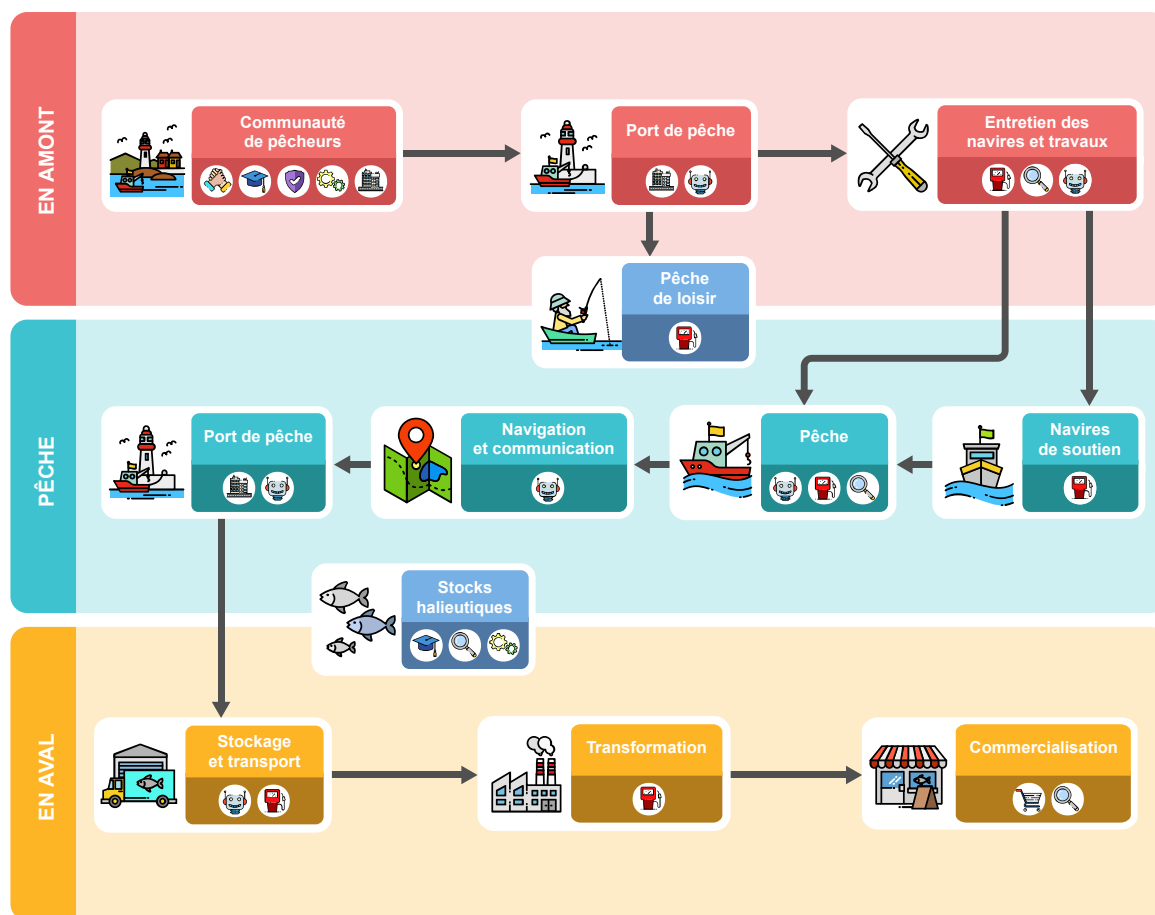 EN AMONT
Communauté
de pêcheurs
Port de pêche
Entretien des
navires et travaux
Pêche
de loisir
PÊCHE
Port de pêche
Navigation
et communication
Pêche
Navires
de soutien
Stocks
halieutiques
EN AVAL
Stockage
et transport
Transformation
Commercialisation